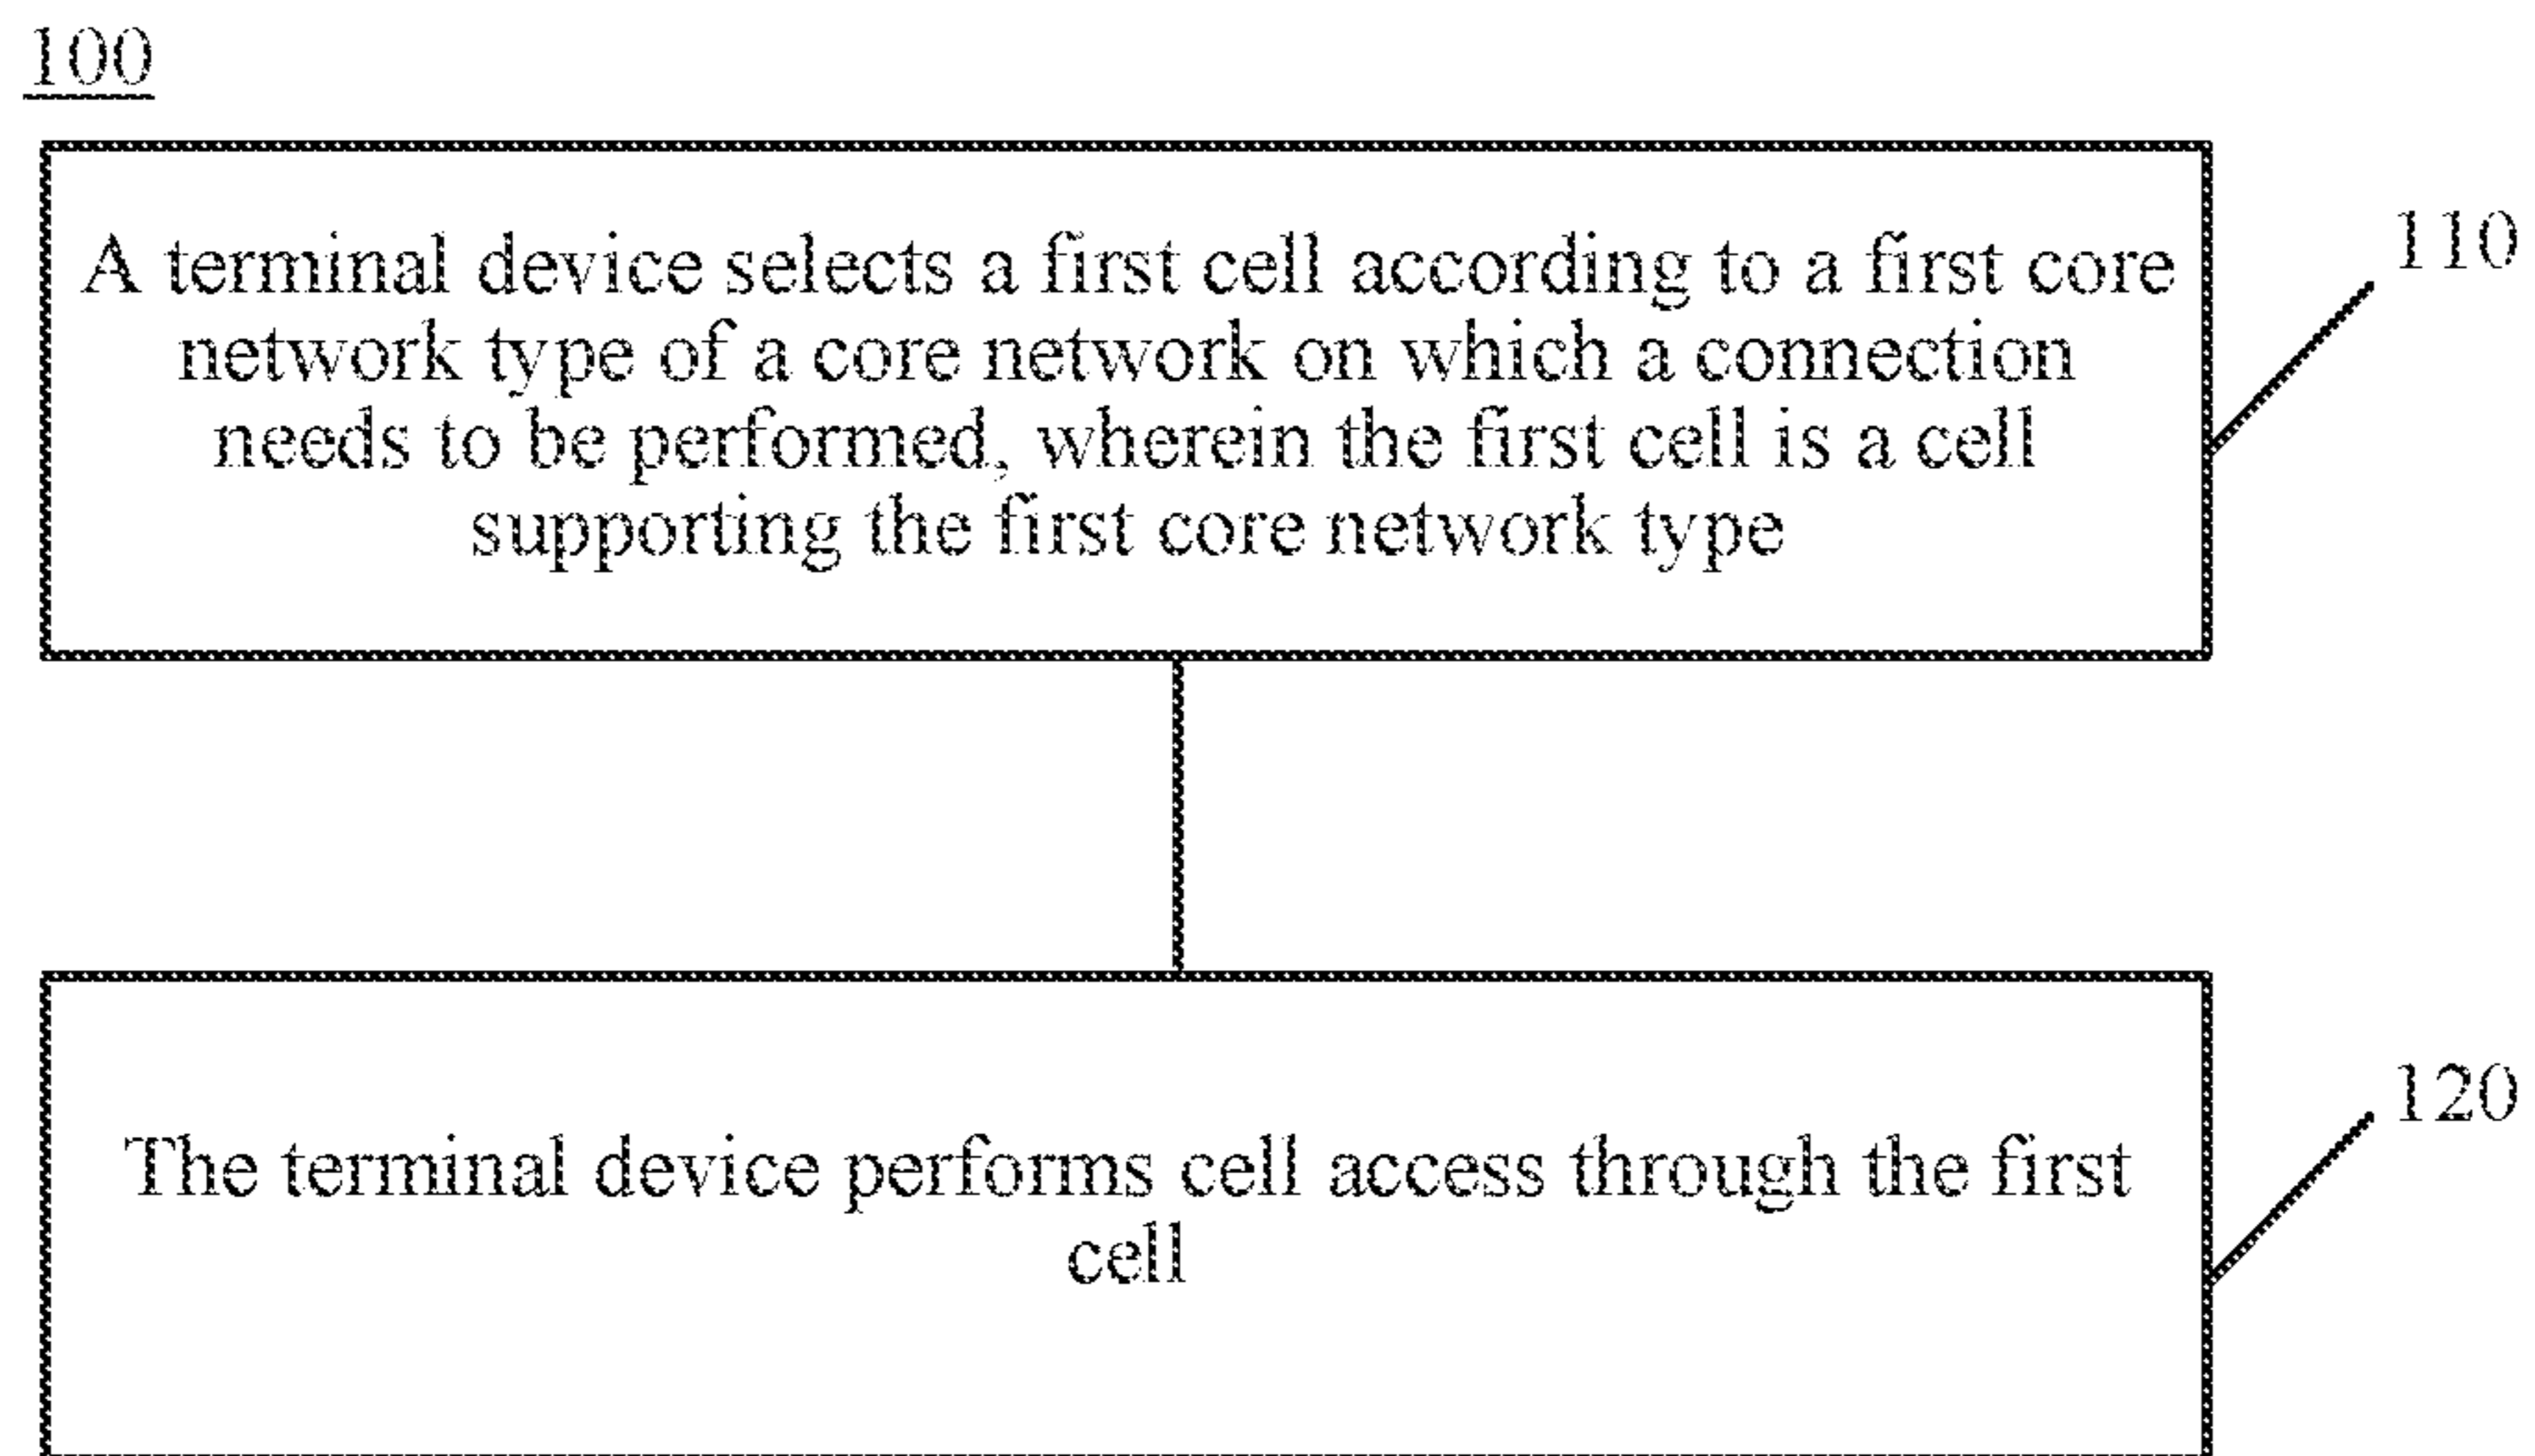 100
A terminal device selects a first cell according to a first core
network type of a core network on which a connection
needs to be performed, wherein the first cell is a cell
supporting the first core network type
110
The terminal device performs cell access through the first
cell
120